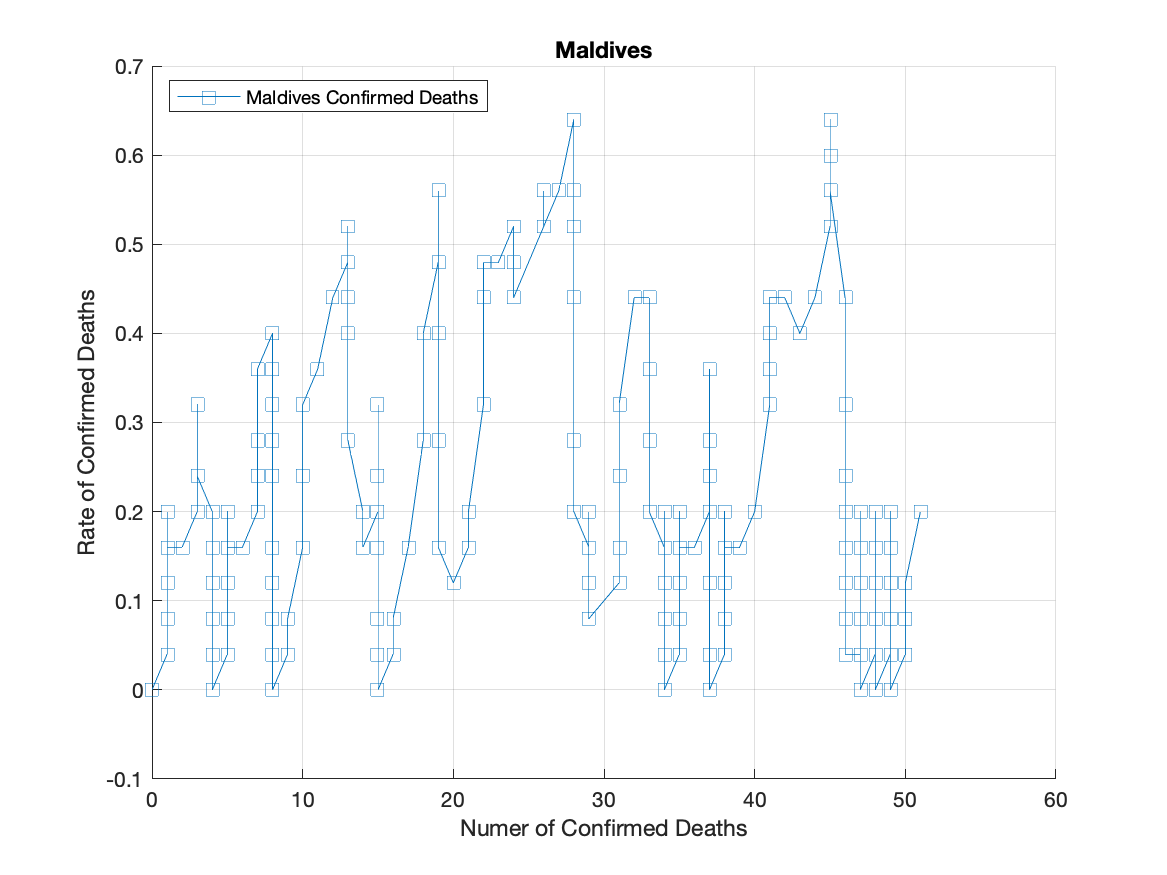 Maldives
Maldives Confirmed Deaths
0.7
0.6
0.5
0.4
0.3
0.2
0.1
0
-0.1
Rate of Confirmed Deaths
0 10 20 30 40 50 60
Numer of Confirmed Deaths